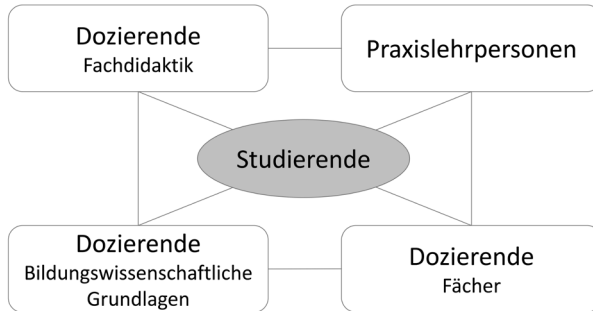 Dozierende
Fachdidaktik
Praxislehrpersonen
Studierende
Dozierende
Bildungswissenschaftliche
Grundlagen
Dozierende
Fächer